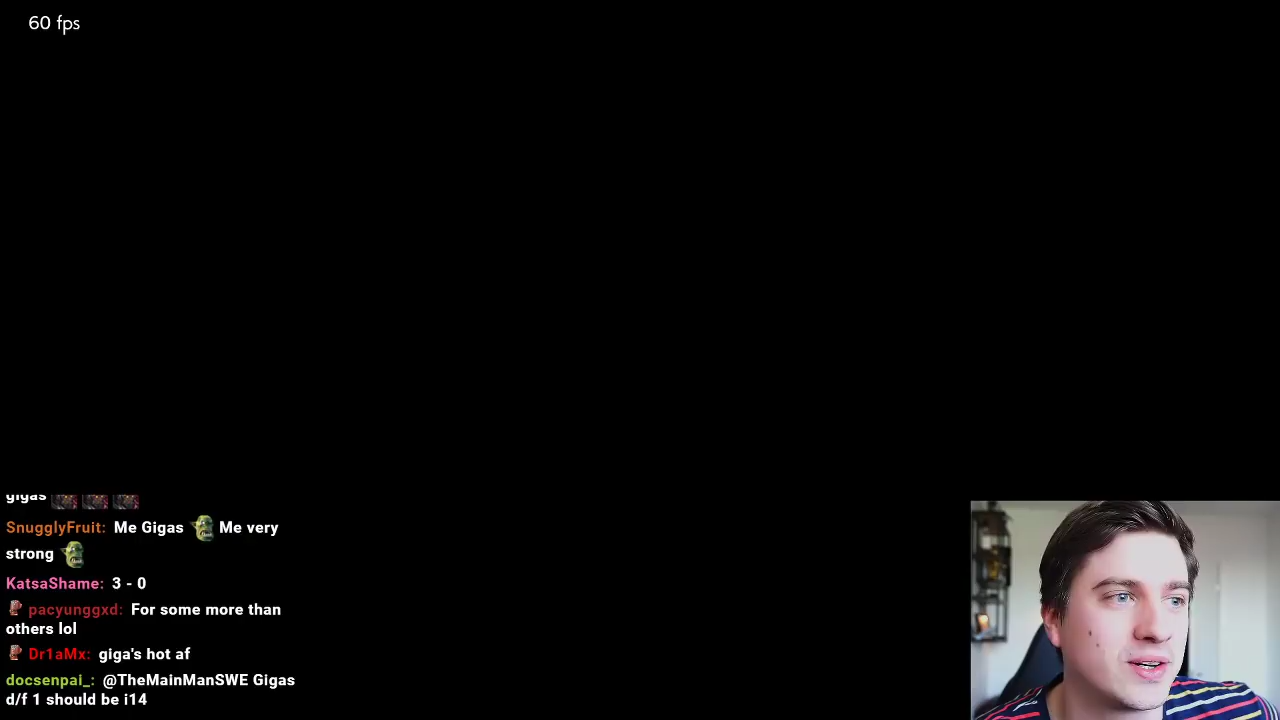 60 fps
gigas
SnugglyFruit: Me Gigas Me very
strong
KatsaShame: 3 - 0
pacyunggxd: For some more than
others lol
Dr1aMx: giga's hot af
docsenpai_: @TheMainManSWE Gigas
d/f 1 should be i14